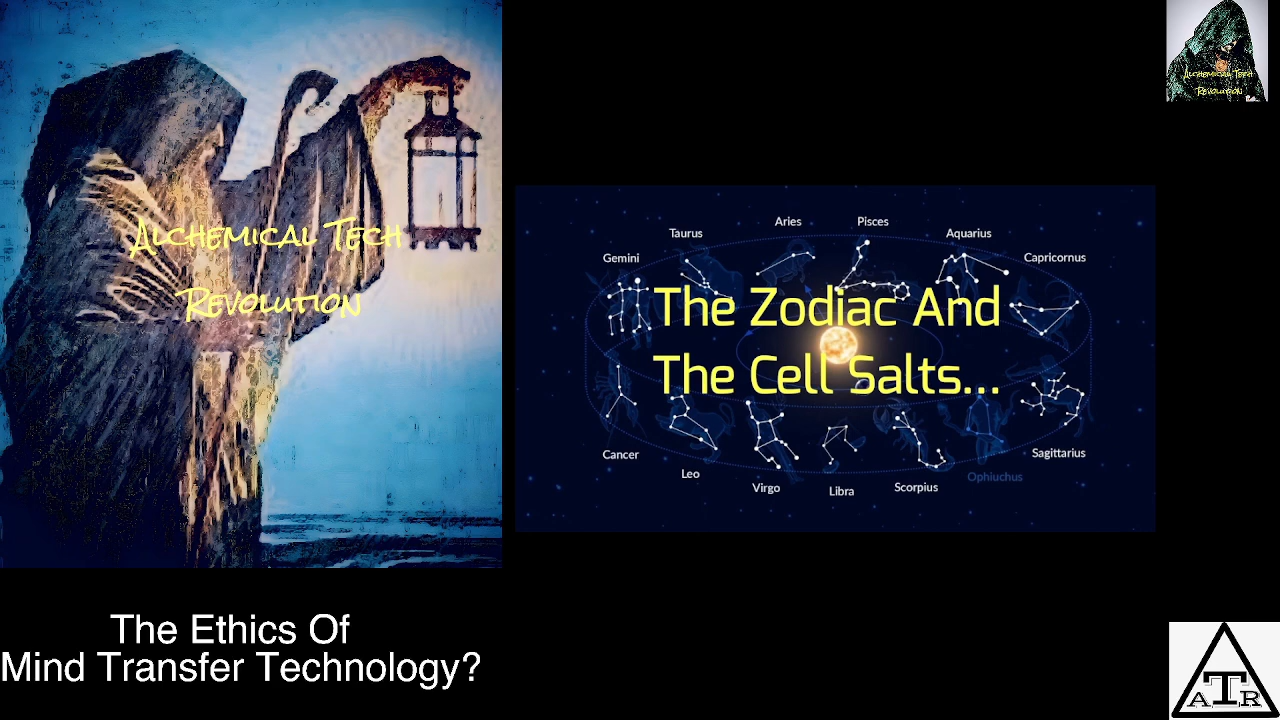 Alchemical Tech
Revolution
Alchemical Tech
Revolution
Aries
Pisces
Taurus
Aquarius
Gemini
Capricornus
The Zodiac And
The Cell Salts...
Cancer
Sagittarius
Leo
Ophiuchus
Virgo
Libra
Scorpius
The Ethics Of
Mind Transfer Technology?
ATR